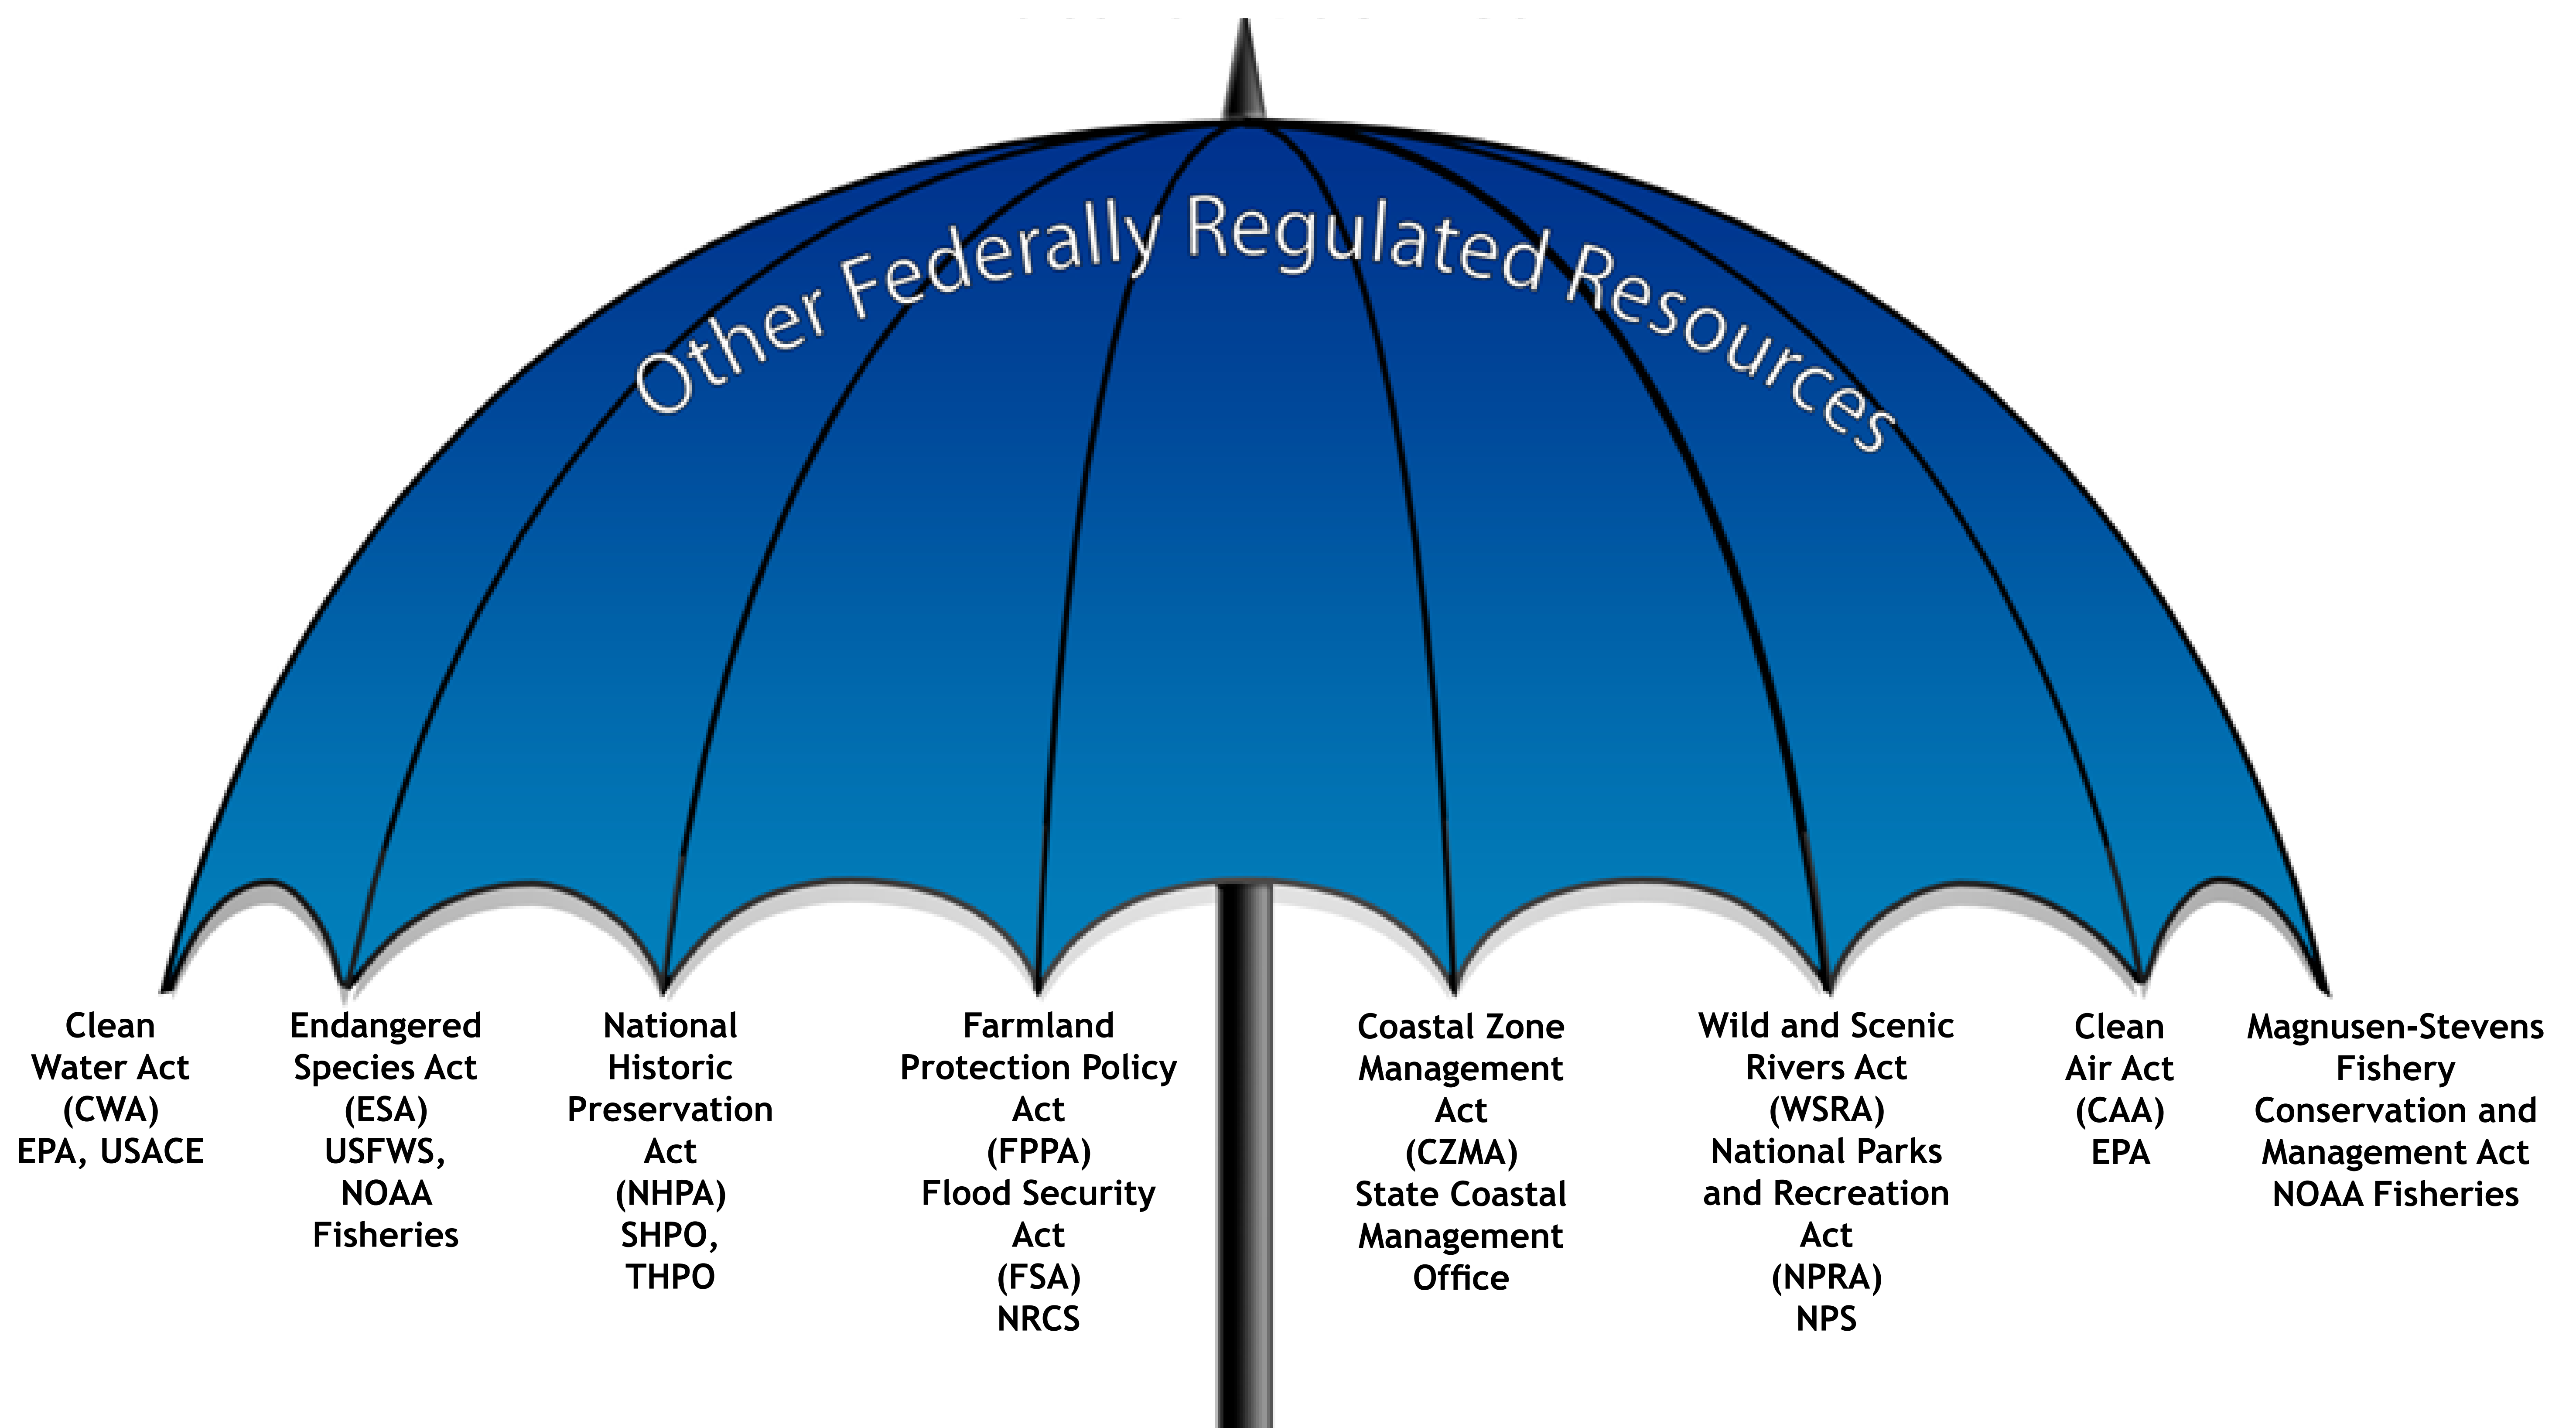 Other Federally Regulated Resources
Clean
Water Act
(CWA)
EPA, USACE
Endangered
Species Act
(ESA)
USFWS,
NOAA
Fisheries
National
Historic
Preservation
Act
(NHPA)
SHPO,
THPO
Farmland
Protection Policy
Act
(FPPA)
Flood Security
Act
(FSA)
NRCS
Coastal Zone
Management
Act
(CZMA)
State Coastal
Management
Office
Wild and Scenic
Rivers Act
(WSRA)
National Parks
and Recreation
Act
(NPRA)
NPS
Clean
Air Act
(CAA)
EPA
Magnusen-Stevens
Fishery
Conservation and
Management Act
NOAA Fisheries